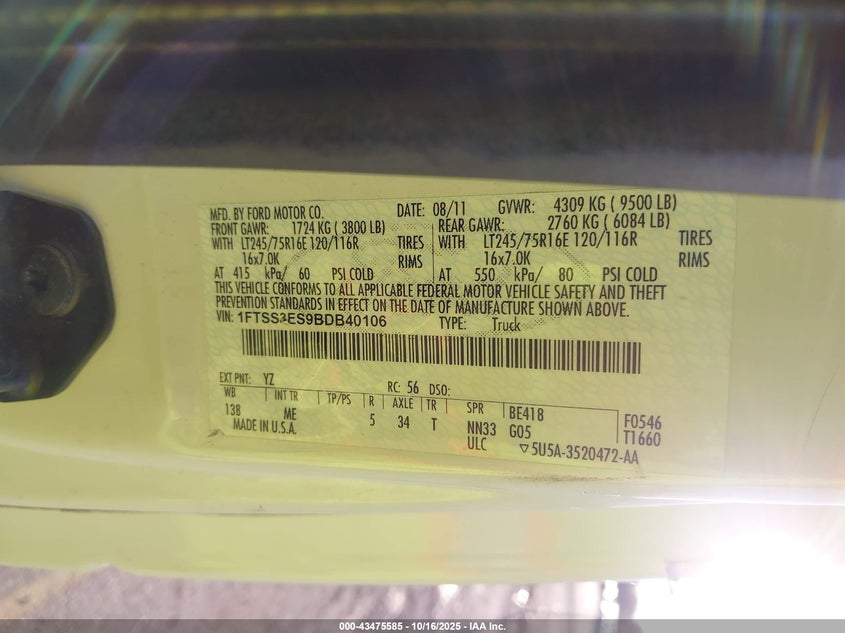 MFD. BY FORD MOTOR CO. DATE: 08/11 GVWR: 4309 KG ( 9500 LB)
FRONT GAWR: 1724 KG ( 3800 LB) REAR GAWR: 2760 KG ( 6084 LB)
WITH LT245/75R16E 120/116R TIRES WITH LT245/75R16E 120/116R TIRES
16x7.0K RIMS 16x7.0K RIMS
AT 415 kPa/ 60 PSI COLD AT 550 kPa/ 80 PSI COLD
THIS VEHICLE CONFORMS TO ALL APPLICABLE FEDERAL MOTOR VEHICLE SAFETY AND THEFT
PREVENTION STANDARDS IN EFFECT ON THE DATE OF MANUFACTURE SHOWN ABOVE.
VIN: 1FTSS3ES9BDB40106 TYPE: Truck
EXT PNT: YZ RC: 56 DSO:
WB INT TR TP/PS R AXLE TR SPR BE418 F0546
138 ME 5 34 T NN33 G05 T1660
MADE IN U.S.A. ULC ▽5U5A-3520472-AA
000-43475585 - 10/16/2025 - IAA Inc.